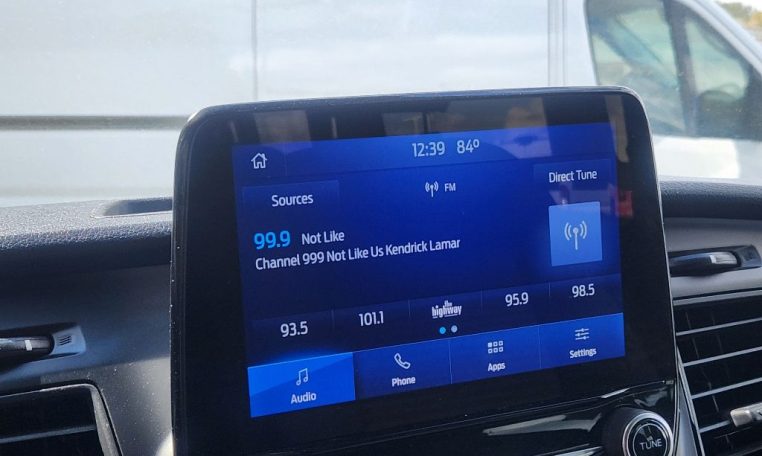 12:39 84°
Sources
FM
Direct Tune
99.9 Not Like
Channel 999 Not Like Us Kendrick Lamar
93.5
101.1
the highway
95.9
98.5
Audio
Phone
Apps
Settings
TUNE